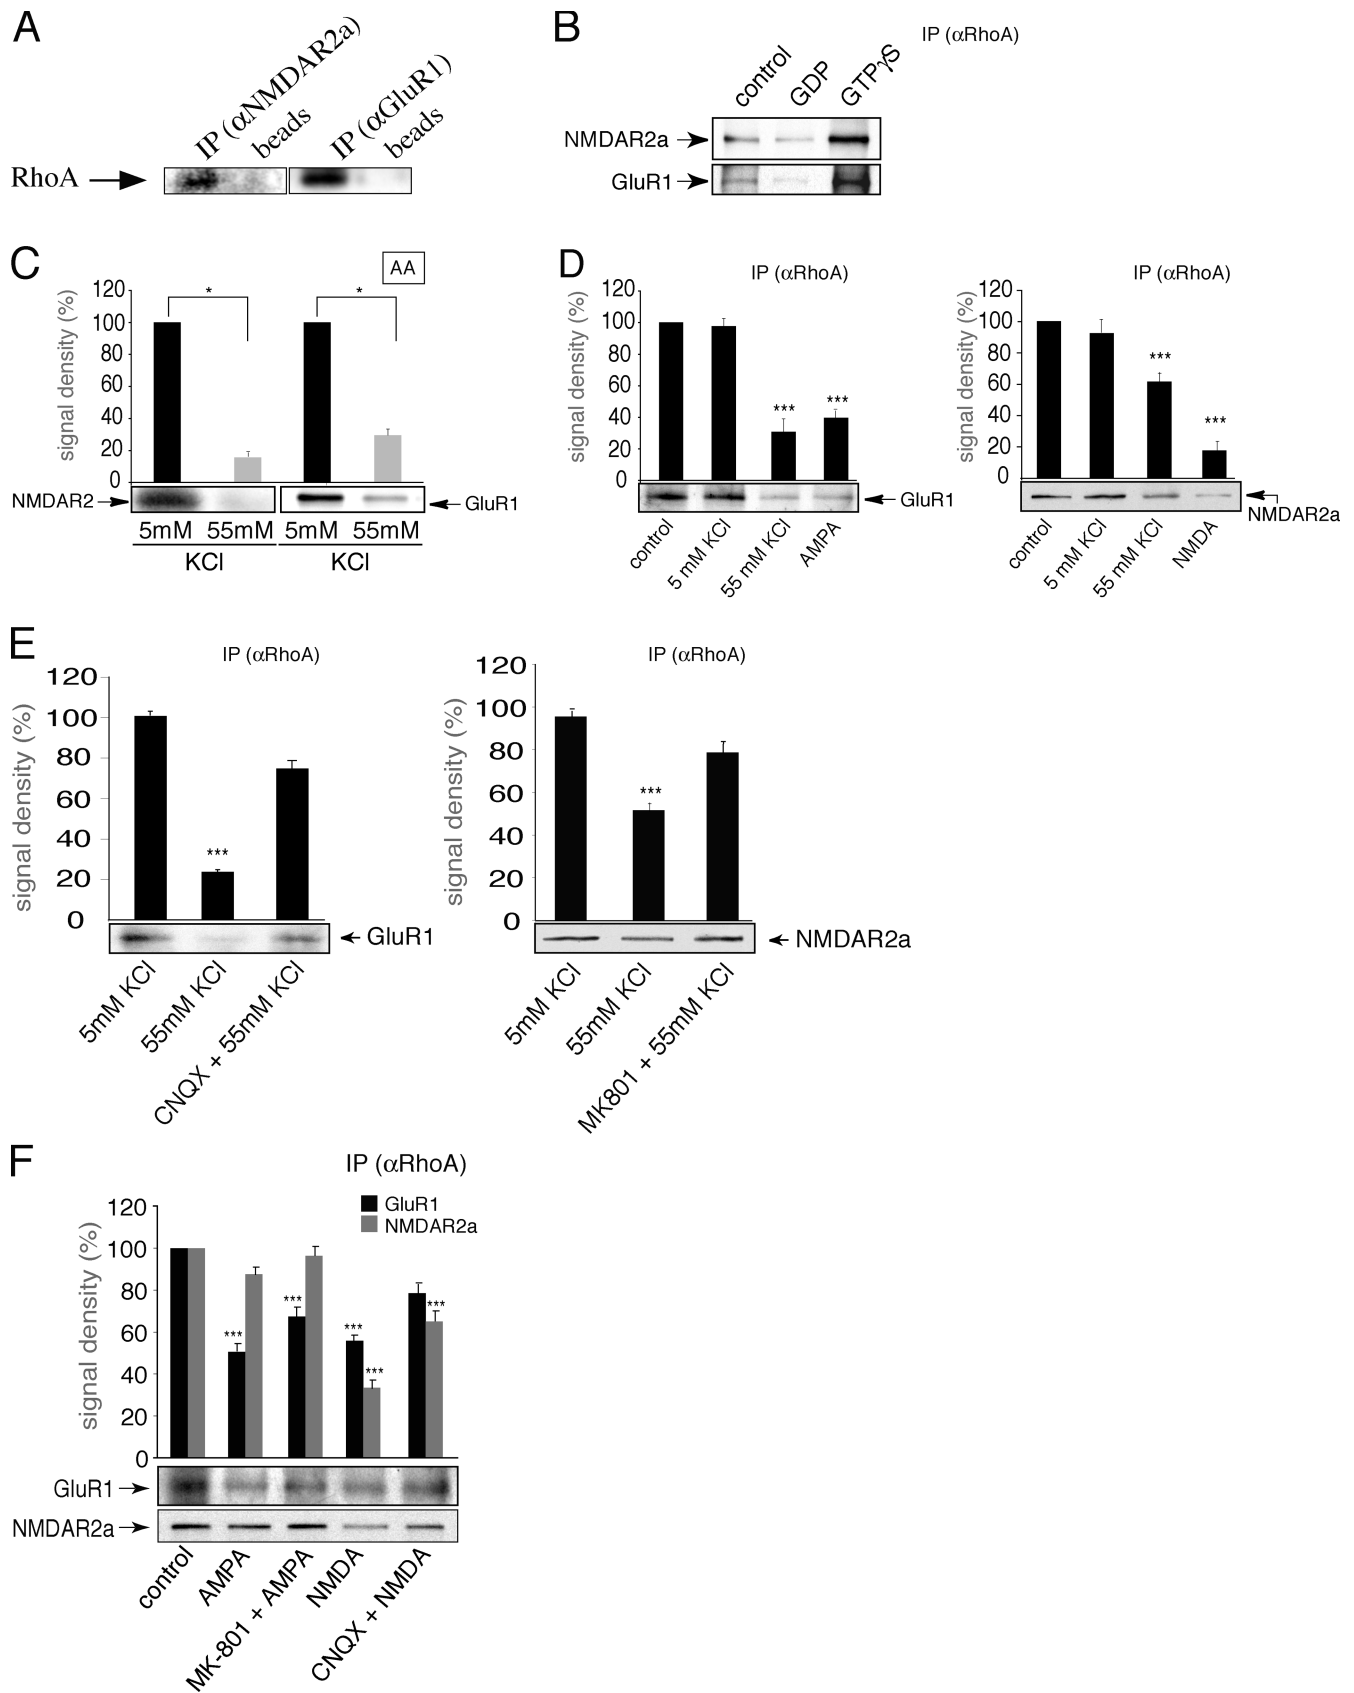 A
IP (αNMDAR2a)
beads
IP (αGluR1)
beads
RhoA
B
IP (αRhoA)
control
GDP
GTPγS
NMDAR2a
GluR1
C
AA
signal density (%)
120
100
80
60
40
20
0
*
*
NMDAR2
GluR1
5mM 55mM 5mM 55mM
KCl KCl
D
IP (αRhoA)
signal density (%)
120
100
80
60
40
20
0
***
***
GluR1
control
5 mM KCl
55 mM KCl
AMPA
IP (αRhoA)
signal density (%)
120
100
80
60
40
20
0
***
***
NMDAR2a
control
5 mM KCl
55 mM KCl
NMDA
E
IP (αRhoA)
signal density (%)
120
100
80
60
40
20
0
***
GluR1
5mM KCl
55mM KCl
CNQX + 55mM KCl
IP (αRhoA)
signal density (%)
120
100
80
60
40
20
0
***
NMDAR2a
5mM KCl
55mM KCl
MK801 + 55mM KCl
F
IP (αRhoA)
GluR1
NMDAR2a
signal density (%)
120
100
80
60
40
20
0
***
***
***
***
***
GluR1
NMDAR2a
control
AMPA
MK-801 + AMPA
NMDA
CNQX + NMDA